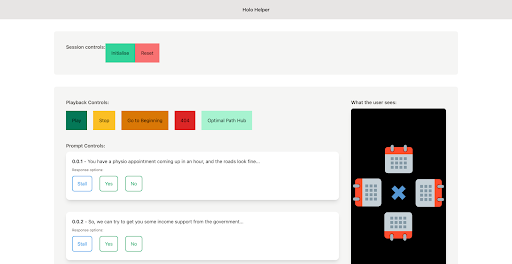 Holo Helper
Session controls:
Initialise
Reset
Playback Controls:
What the user sees:
Play
Stop
Go to Beginning
404
Optimal Path Hub
Prompt Controls:
0.0.1 - You have a physio appointment coming up in an hour, and the roads look fine...
Response options
Stall
Yes
No
0.0.2 - So, we can try to get you some income support from the government...
Response options
Stall
Yes
No